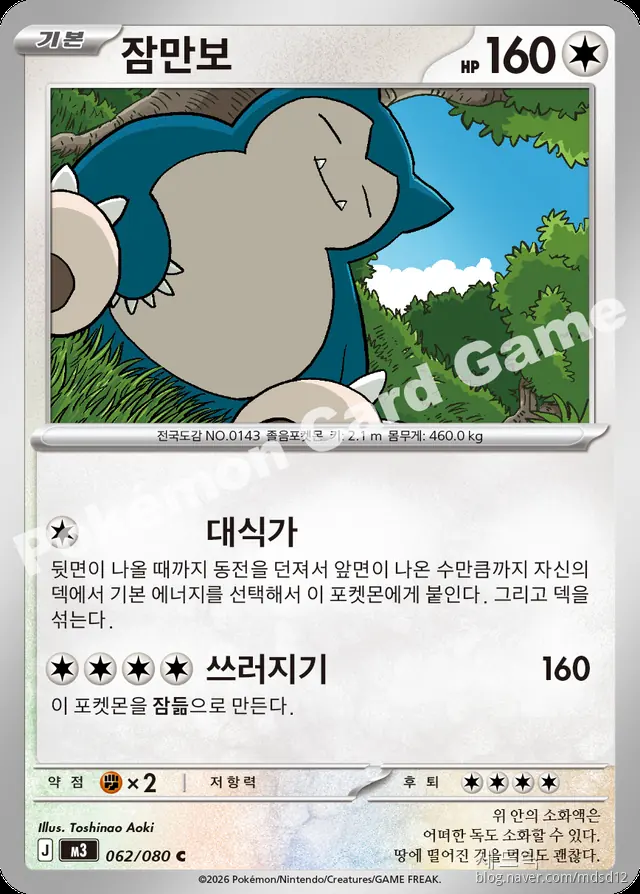 기본 잠만보 HP 160
전국도감 NO.0143 졸음포켓몬 키: 2.1 m 몸무게: 460.0 kg
Pokémon Card Game
대식가
뒷면이 나올 때까지 동전을 던져서 앞면이 나온 수만큼까지 자신의
덱에서 기본 에너지를 선택해서 이 포켓몬에게 붙인다. 그리고 덱을
섞는다.
쓰러지기 160
이 포켓몬을 잠듦으로 만든다.
약점 ×2 저항력 후퇴
Illus. Toshinao Aoki
J M3 062/080 C
위 안의 소화액은
어떠한 독도 소화할 수 있다.
땅에 떨어진 것을 먹어도 괜찮다.
©2026 Pokémon/Nintendo/Creatures/GAME FREAK.
blog.naver.com/mdsd12